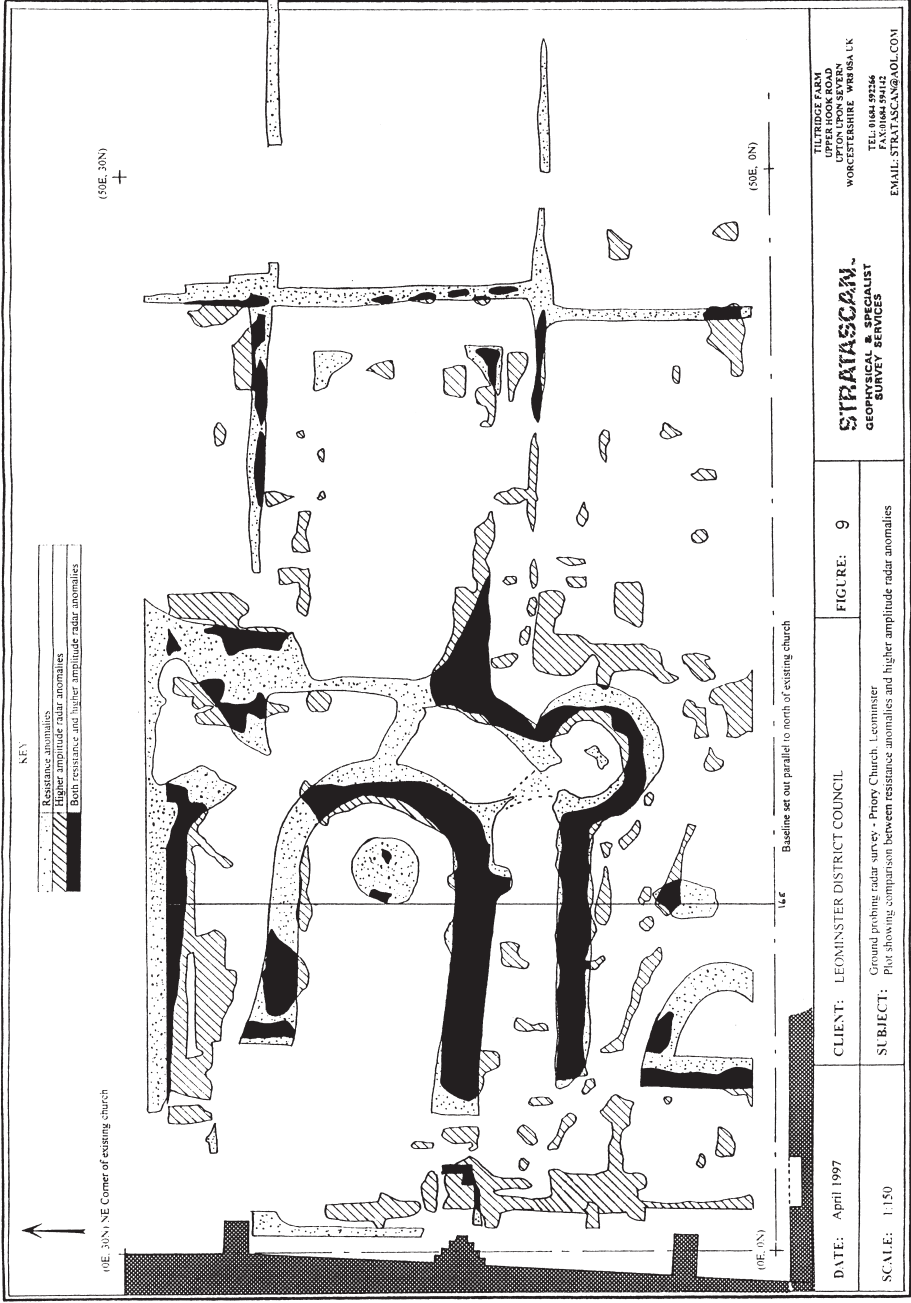 KEY
Resistance anomalies
Higher amplitude radar anomalies
Both resistance and higher amplitude radar anomalies
(0E, 30N) NE Corner of existing church
(50E, 30N)
(0E, 0N)
16E
Baseline set out parallel to north of existing church
(50E, 0N)
DATE: April 1997
SCALE: 1:150
CLIENT: LEOMINSTER DISTRICT COUNCIL
FIGURE: 9
SUBJECT: Ground probing radar survey - Priory Church, Leominster
Plot showing comparison between resistance anomalies and higher amplitude radar anomalies
STRATASCAN™
GEOPHYSICAL & SPECIALIST
SURVEY SERVICES
TILTRIDGE FARM
UPPER HOOK ROAD
UPTON UPON SEVERN
WORCESTERSHIRE WR8 0SA UK
TEL: 01684 592266
FAX:01684 594142
EMAIL: STRATASCAN@AOL.COM